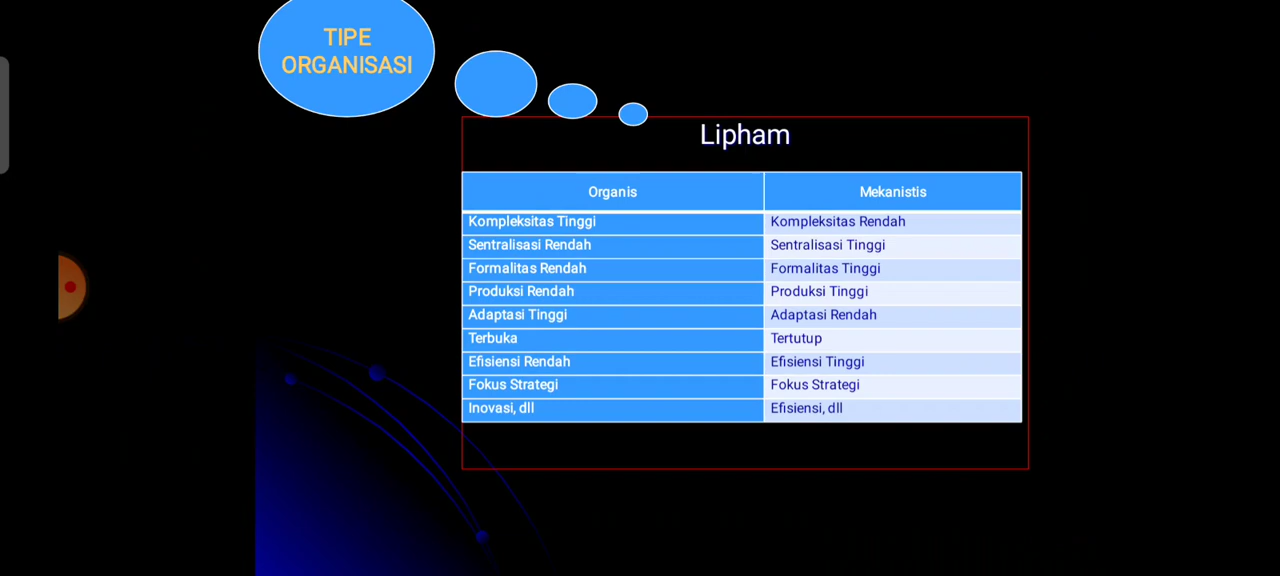 TIPE
ORGANISASI
Lipham
Organis Mekanistis
Kompleksitas Tinggi Kompleksitas Rendah
Sentralisasi Rendah Sentralisasi Tinggi
Formalitas Rendah Formalitas Tinggi
Produksi Rendah Produksi Tinggi
Adaptasi Tinggi Adaptasi Rendah
Terbuka Tertutup
Efisiensi Rendah Efisiensi Tinggi
Fokus Strategi Fokus Strategi
Inovasi, dll Efisiensi, dll